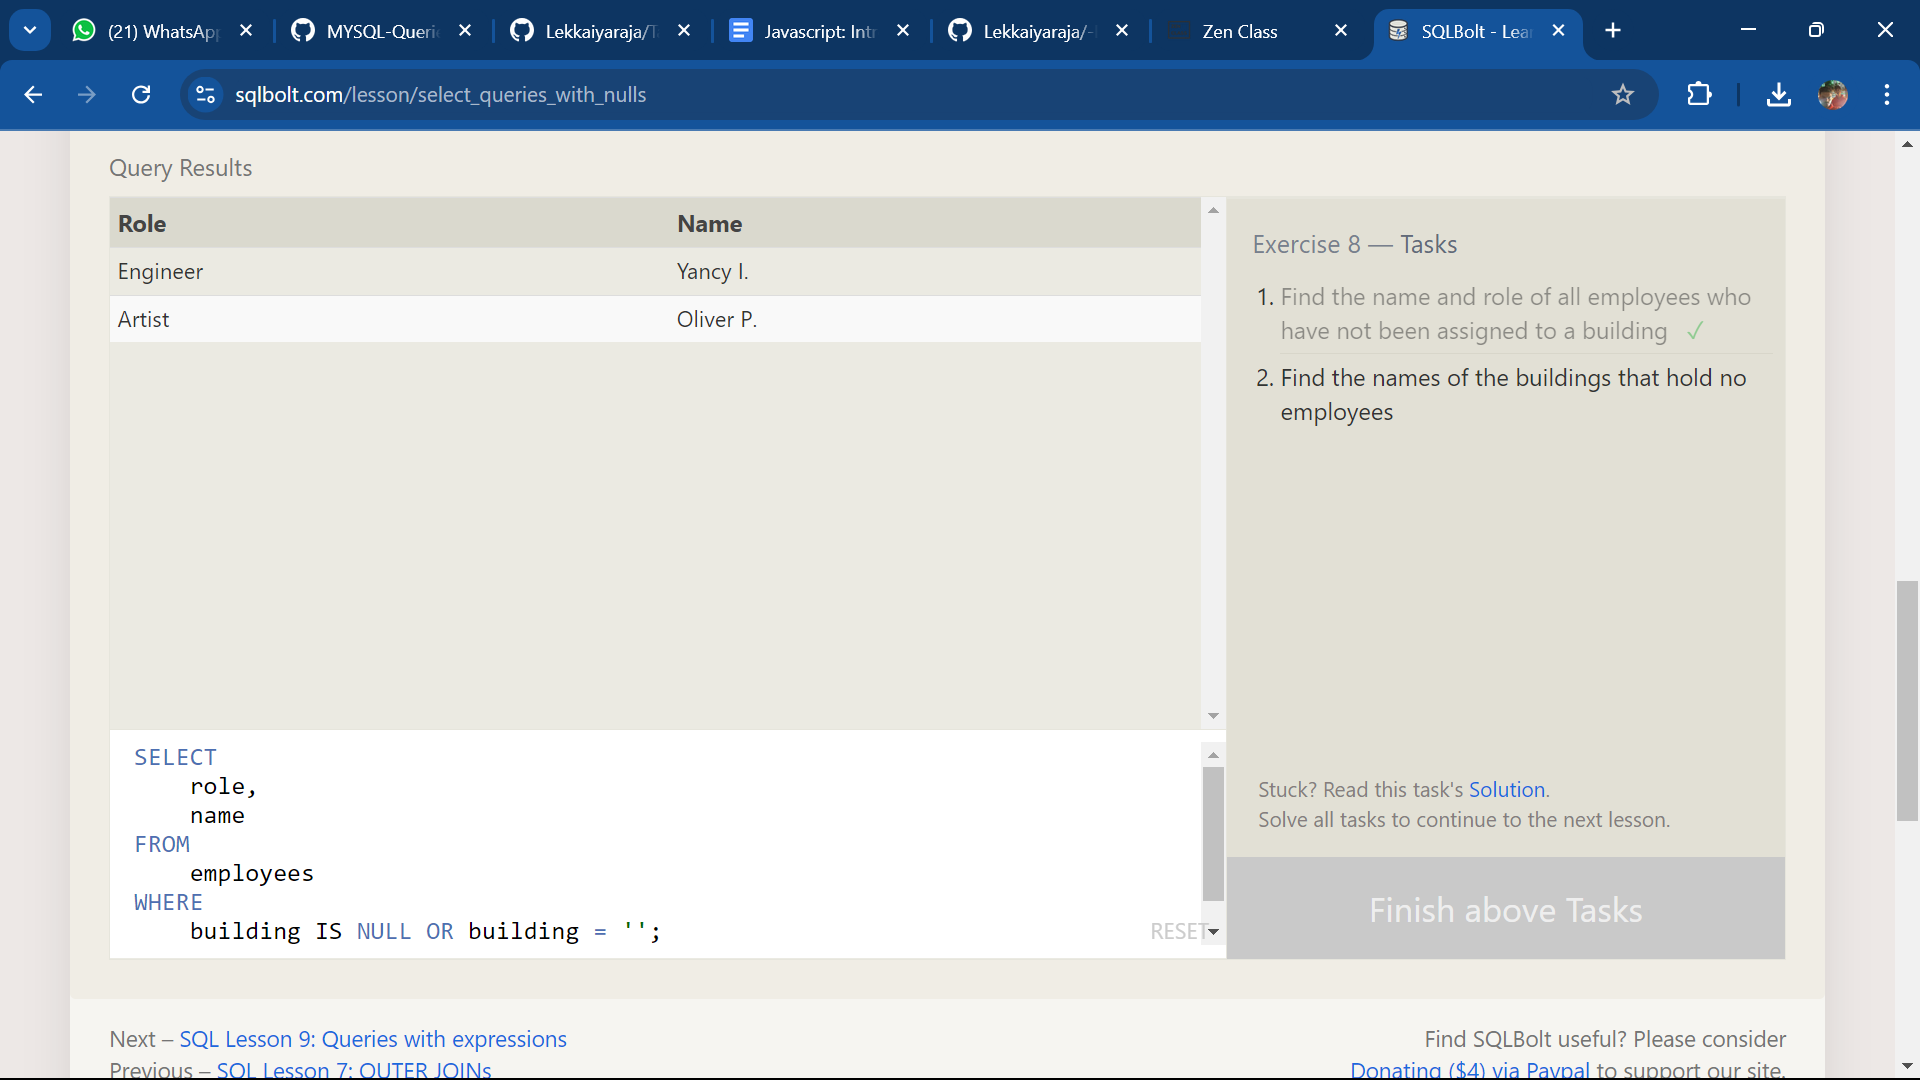 (21) WhatsApp
MYSQL-Querie
Lekkaiyaraja/T
Javascript: Intr
Lekkaiyaraja/-
Zen Class
SQLBolt - Lear
sqlbolt.com/lesson/select_queries_with_nulls
Query Results
Role Name
Engineer Yancy I.
Artist Oliver P.
Exercise 8 — Tasks
1. Find the name and role of all employees who
have not been assigned to a building ✓
2. Find the names of the buildings that hold no
employees
SELECT
role,
name
FROM
employees
WHERE
building IS NULL OR building = '';
RESET
Stuck? Read this task's Solution.
Solve all tasks to continue to the next lesson.
Finish above Tasks
Next – SQL Lesson 9: Queries with expressions
Previous – SQL Lesson 7: OUTER JOINs
Find SQLBolt useful? Please consider
Donating ($4) via Paypal to support our site.